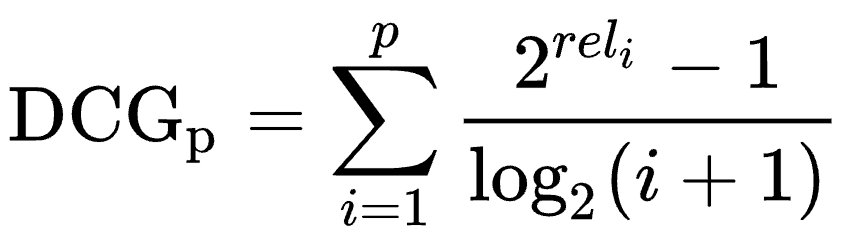 DCG_p = \sum_{i=1}^{p} \frac{2^{rel_i} - 1}{\log_2(i + 1)}